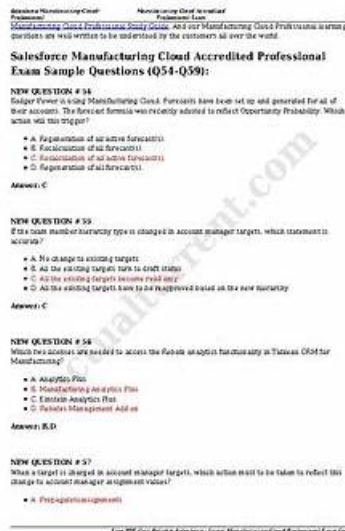 Salesforce Manufacturing Cloud Accredited Professional
Exam Sample Questions (Q54-Q59):
NEW QUESTION # 54
Badger Power is using Manufacturing Cloud. Forecasts have been set up and generated for all of
their accounts. The forecast formula was recently edited to reflect Opportunity Probability. Which
action will this trigger?
A. Regeneration of all active forecast(s).
B. Recalculation of all forecast(s).
C. Recalculation of all active forecast(s).
D. Regeneration of all forecast(s).
Answer: C
NEW QUESTION # 55
If the team member hierarchy type is changed in account manager targets, which statement is
accurate?
A. No change to existing targets
B. All the existing targets turn to draft status
C. All the existing targets become read only
D. All the existing targets have to be reapproved based on the new hierarchy
Answer: C
NEW QUESTION # 56
Which two licenses are needed to access the Rebate analytics functionality in Tableau CRM for
Manufacturing?
A. Analytics Plus
B. Manufacturing Analytics Plus
C. Einstein Analytics Plus
D. Rebates Management Add on
Answer: B,D
NEW QUESTION # 57
When a target is changed in account manager targets, which action must to be taken to reflect this
change to account manager assignment values?
A. Propagate assignments